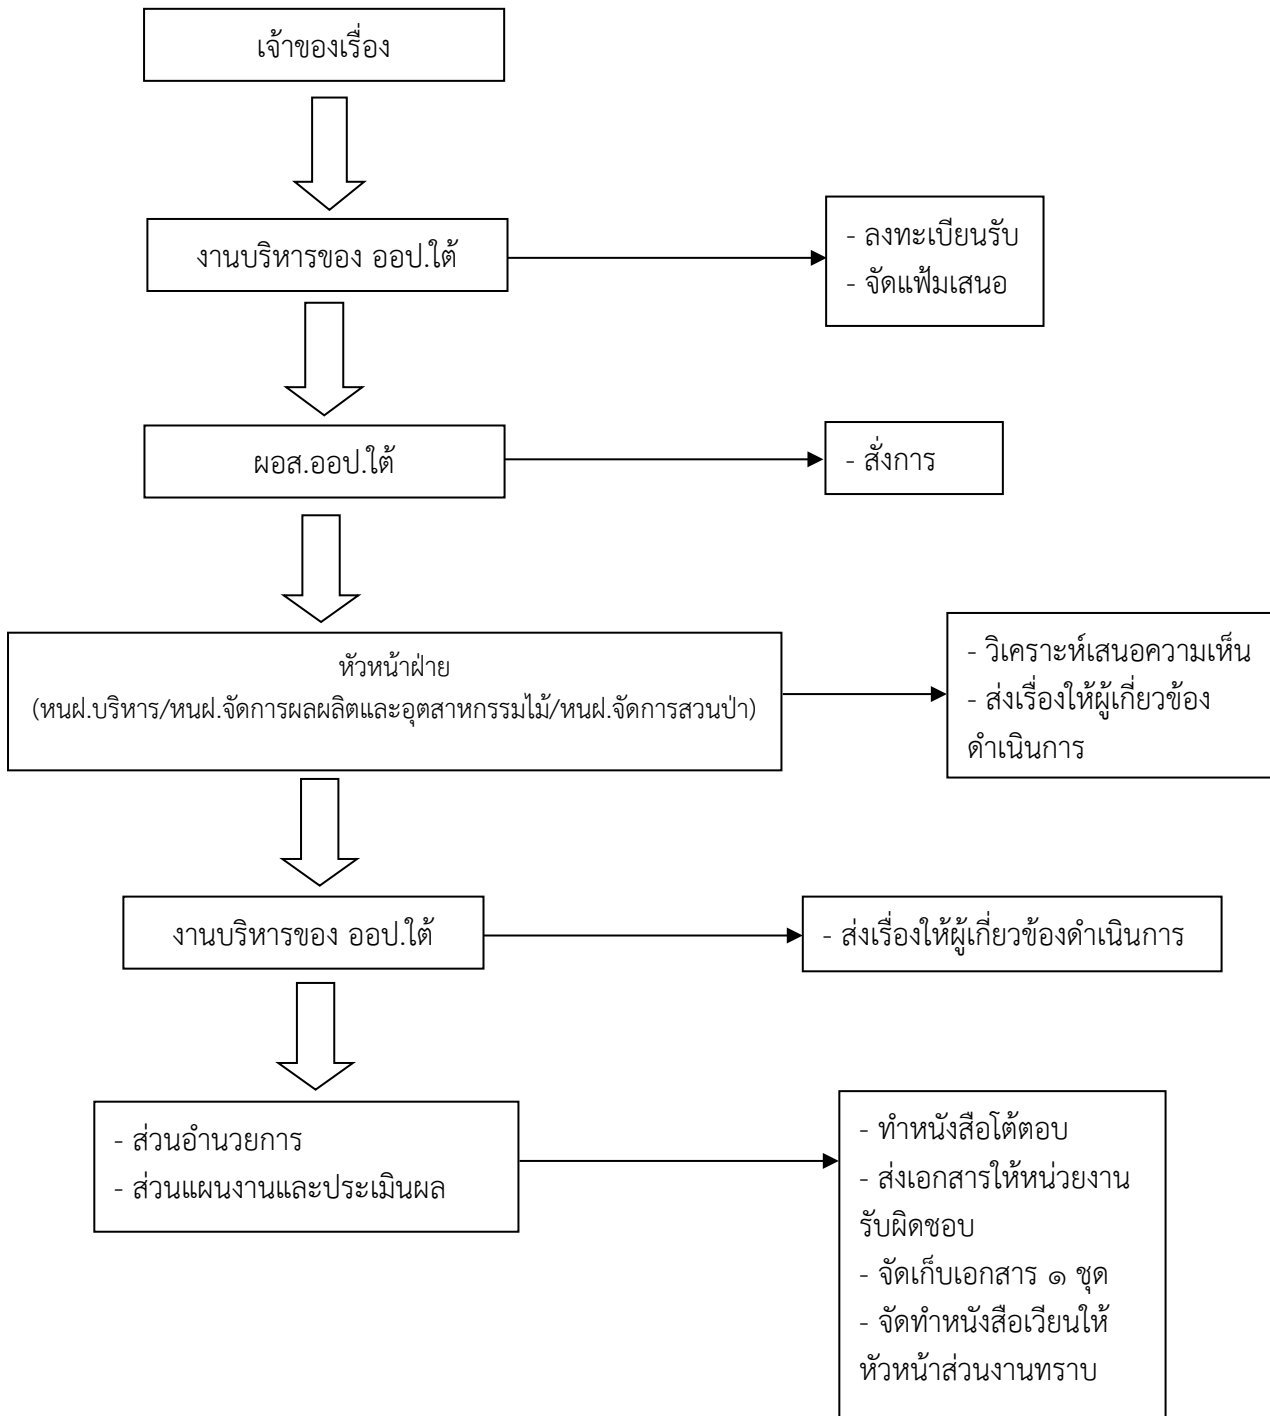 เจ้าของเรื่อง
งานบริหารของ ออป.ใต้
- ลงทะเบียนรับ
- จัดแฟ้มเสนอ
ผอส.ออป.ใต้
- สั่งการ
หัวหน้าฝ่าย
(หนฝ.บริหาร/หนฝ.จัดการผลผลิตและอุตสาหกรรมไม้/หนฝ.จัดการสวนป่า)
- วิเคราะห์เสนอความเห็น
- ส่งเรื่องให้ผู้เกี่ยวข้อง
ดำเนินการ
งานบริหารของ ออป.ใต้
- ส่งเรื่องให้ผู้เกี่ยวข้องดำเนินการ
- ส่วนอำนวยการ
- ส่วนแผนงานและประเมินผล
- ทำหนังสือโต้ตอบ
- ส่งเอกสารให้หน่วยงาน
รับผิดชอบ
- จัดเก็บเอกสาร ๑ ชุด
- จัดทำหนังสือเวียนให้
หัวหน้าส่วนงานทราบ